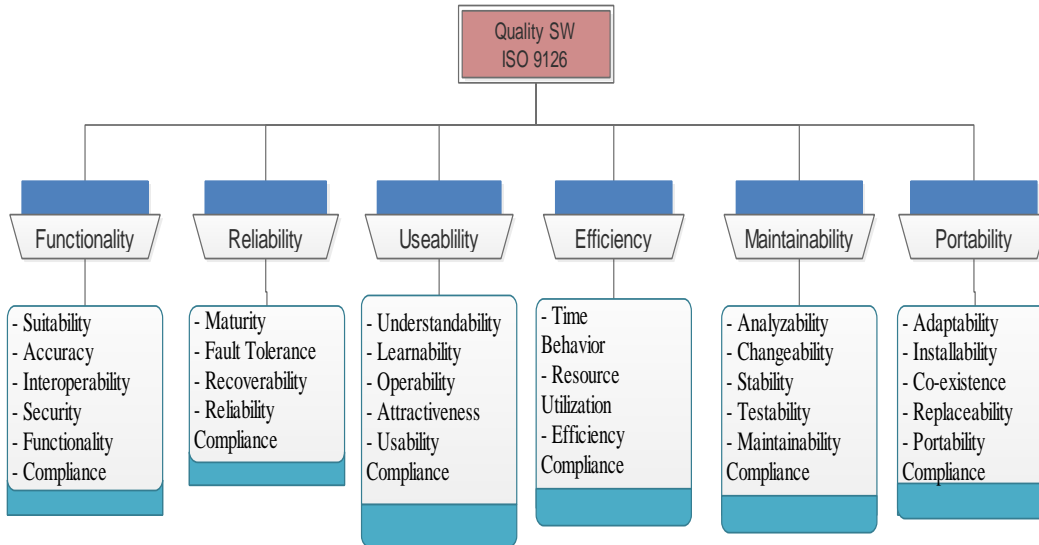 Quality SW
ISO 9126
Functionality
Reliability
Useablility
Efficiency
Maintainability
Portability
- Suitability
- Accuracy
- Interoperability
- Security
- Functionality
- Compliance
- Maturity
- Fault Tolerance
- Recoverability
- Reliability
Compliance
- Understandability
- Learnability
- Operability
- Attractiveness
- Usability
Compliance
- Time
Behavior
- Resource
Utilization
- Efficiency
Compliance
- Analyzability
- Changeability
- Stability
- Testability
- Maintainability
Compliance
- Adaptability
- Installability
- Co-existence
- Replaceability
- Portability
Compliance